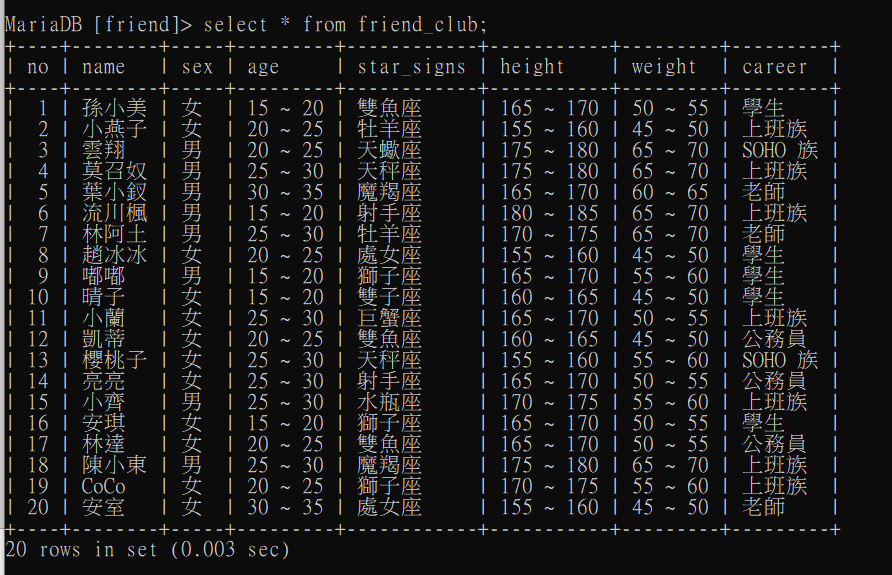 MariaDB [friend]> select * from friend_club;
+----+--------+-----+---------+------------+-----------+---------+---------+
| no | name | sex | age | star_signs | height | weight | career |
+----+--------+-----+---------+------------+-----------+---------+---------+
| 1 | 孫小美 | 女 | 15 ~ 20 | 雙魚座 | 165 ~ 170 | 50 ~ 55 | 學生
| 2 | 小燕子 | 女 | 20 ~ 25 | 牡羊座 | 155 ~ 160 | 45 ~ 50 | 上班族
| 3 | 雲翔 | 男 | 20 ~ 25 | 天蠍座 | 175 ~ 180 | 65 ~ 70 | SOHO 族
| 4 | 莫召奴 | 男 | 25 ~ 30 | 天秤座 | 175 ~ 180 | 65 ~ 70 | 上班族
| 5 | 葉小釵 | 男 | 30 ~ 35 | 魔羯座 | 165 ~ 170 | 60 ~ 65 | 老師
| 6 | 流川楓 | 男 | 15 ~ 20 | 射手座 | 180 ~ 185 | 65 ~ 70 | 上班族
| 7 | 林阿土 | 男 | 25 ~ 30 | 牡羊座 | 170 ~ 175 | 65 ~ 70 | 老師
| 8 | 趙冰冰 | 女 | 20 ~ 25 | 處女座 | 155 ~ 160 | 45 ~ 50 | 學生
| 9 | 嘟嘟 | 男 | 15 ~ 20 | 獅子座 | 165 ~ 170 | 55 ~ 60 | 學生
| 10 | 晴子 | 女 | 15 ~ 20 | 雙子座 | 160 ~ 165 | 45 ~ 50 | 學生
| 11 | 小蘭 | 女 | 25 ~ 30 | 巨蟹座 | 165 ~ 170 | 50 ~ 55 | 上班族
| 12 | 凱蒂 | 女 | 20 ~ 25 | 雙魚座 | 160 ~ 165 | 45 ~ 50 | 公務員
| 13 | 櫻桃子 | 女 | 25 ~ 30 | 天秤座 | 155 ~ 160 | 55 ~ 60 | SOHO 族
| 14 | 亮亮 | 女 | 25 ~ 30 | 射手座 | 165 ~ 170 | 50 ~ 55 | 公務員
| 15 | 小齊 | 男 | 25 ~ 30 | 水瓶座 | 170 ~ 175 | 55 ~ 60 | 上班族
| 16 | 安琪 | 女 | 15 ~ 20 | 獅子座 | 165 ~ 170 | 50 ~ 55 | 學生
| 17 | 林達 | 女 | 20 ~ 25 | 雙魚座 | 165 ~ 170 | 50 ~ 55 | 公務員
| 18 | 陳小東 | 男 | 25 ~ 30 | 魔羯座 | 175 ~ 180 | 65 ~ 70 | 上班族
| 19 | CoCo | 女 | 20 ~ 25 | 獅子座 | 170 ~ 175 | 55 ~ 60 | 上班族
| 20 | 安室 | 女 | 30 ~ 35 | 處女座 | 155 ~ 160 | 45 ~ 50 | 老師
+----+--------+-----+---------+------------+-----------+---------+---------+
20 rows in set (0.003 sec)